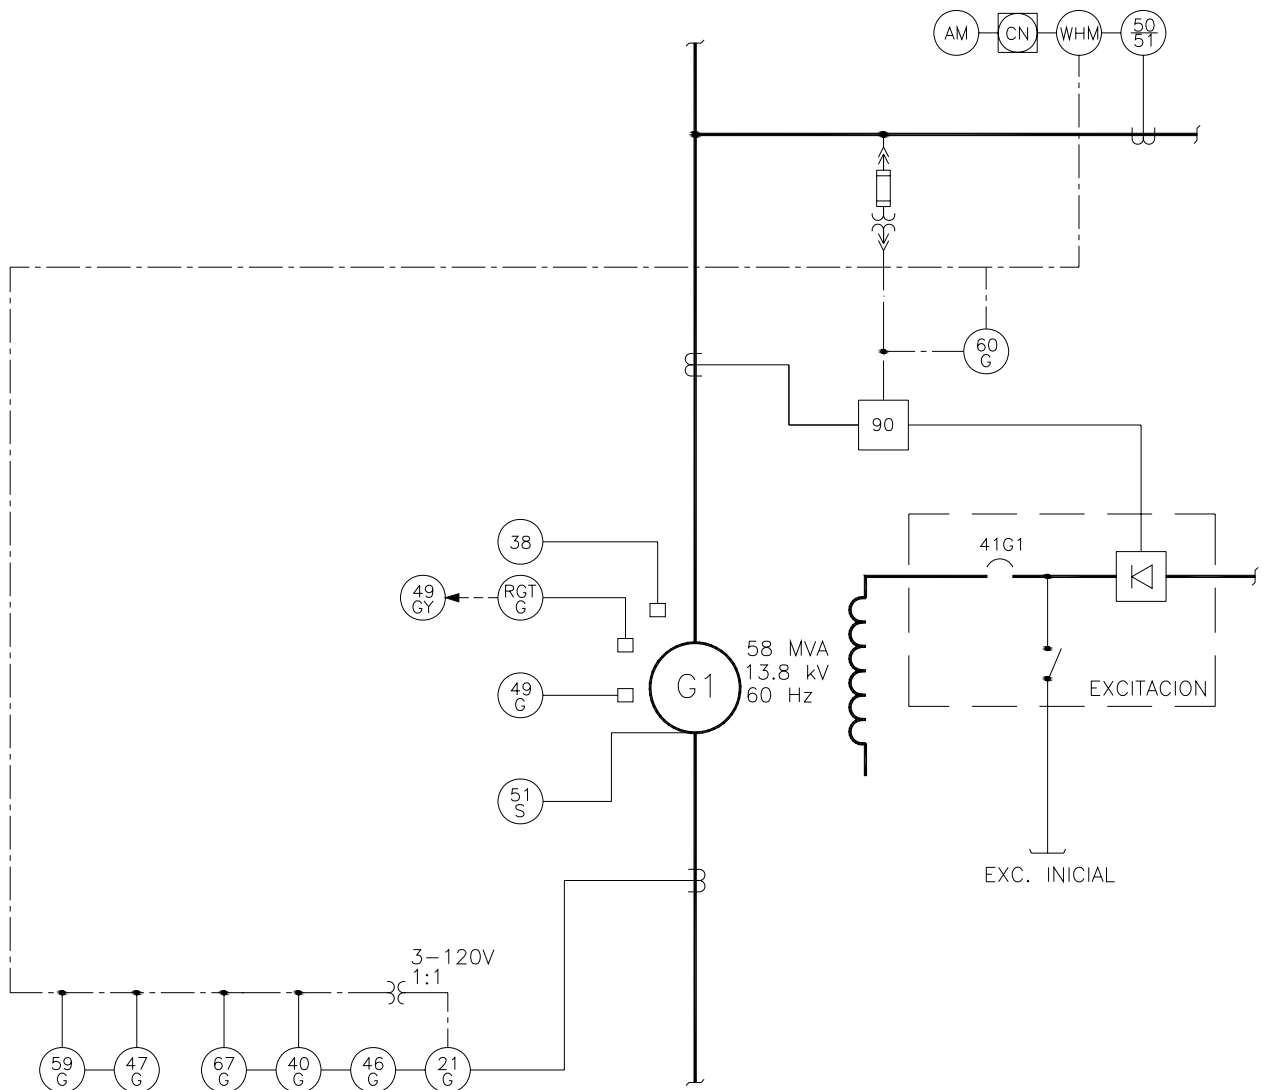 AM
CN
WHM
50
51
60
G
90
38
41G1
49
GY
RGT
G
58 MVA
13.8 kV
60 Hz
G1
49
G
EXCITACION
51
S
EXC. INICIAL
3-120V
1:1
59
G
47
G
67
G
40
G
46
G
21
G